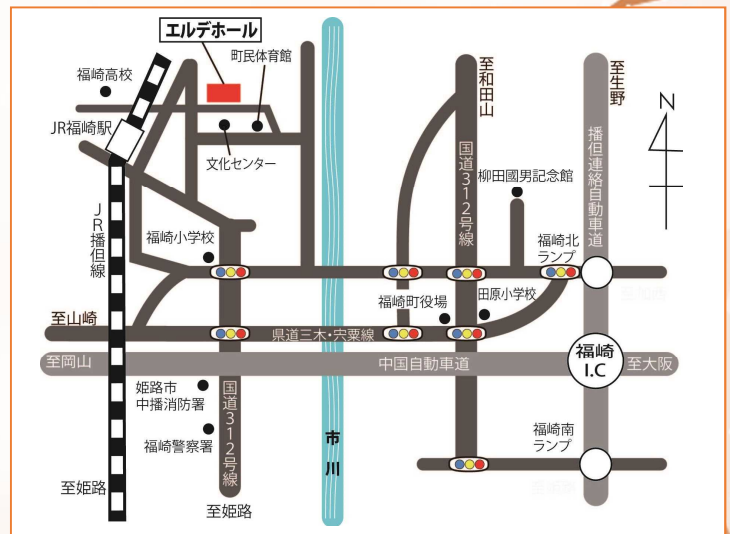 エルデホール
町民体育館
福崎高校
JR福崎駅
文化センター
至和田山
至生野
N
国道312号線
播但連絡自動車道
柳田國男記念館
JR播但線
福崎小学校
福崎北
ランプ
福崎町役場
田原小学校
至山崎
県道三木・宍粟線
至岡山
中国自動車道
福崎
I.C
至大阪
姫路市
中播消防署
国道312号線
福崎警察署
市川
福崎南
ランプ
至姫路
至姫路